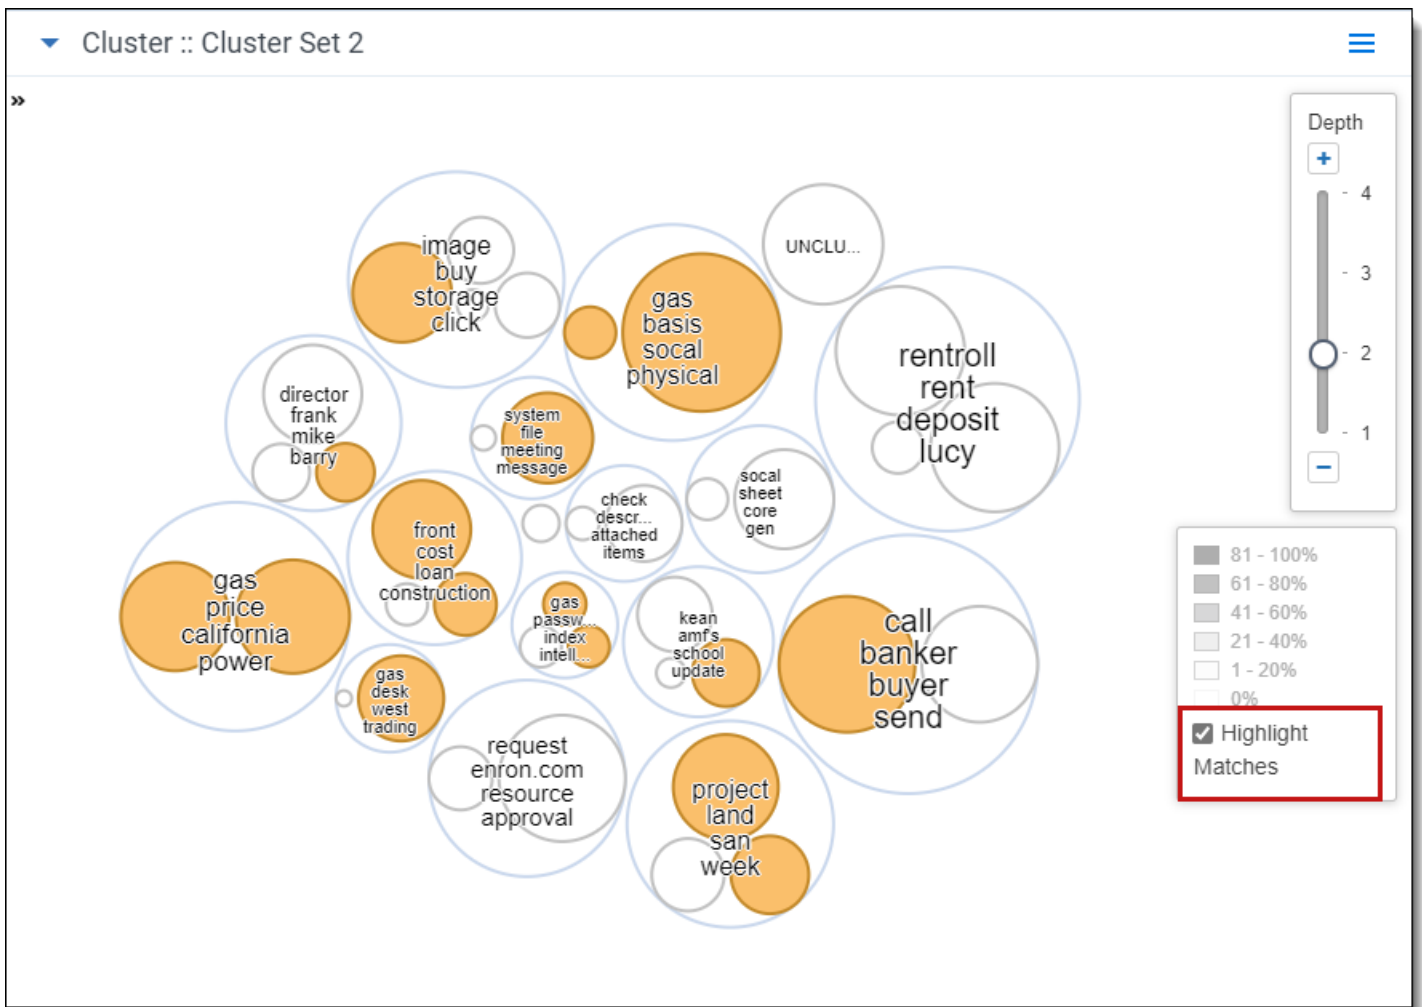 Cluster :: Cluster Set 2
»
Depth
+
4
3
2
1
−
UNCLU...
image
buy
storage
click
gas
basis
socal
physical
rentroll
rent
deposit
lucy
director
frank
mike
barry
system
file
meeting
message
socal
sheet
core
gen
check
descr...
attached
items
front
cost
loan
construction
gas
price
california
power
gas
passw...
index
intell...
kean
amf's
school
update
call
banker
buyer
send
gas
desk
west
trading
request
enron.com
resource
approval
project
land
san
week
81 - 100%
61 - 80%
41 - 60%
21 - 40%
1 - 20%
0%
Highlight
Matches